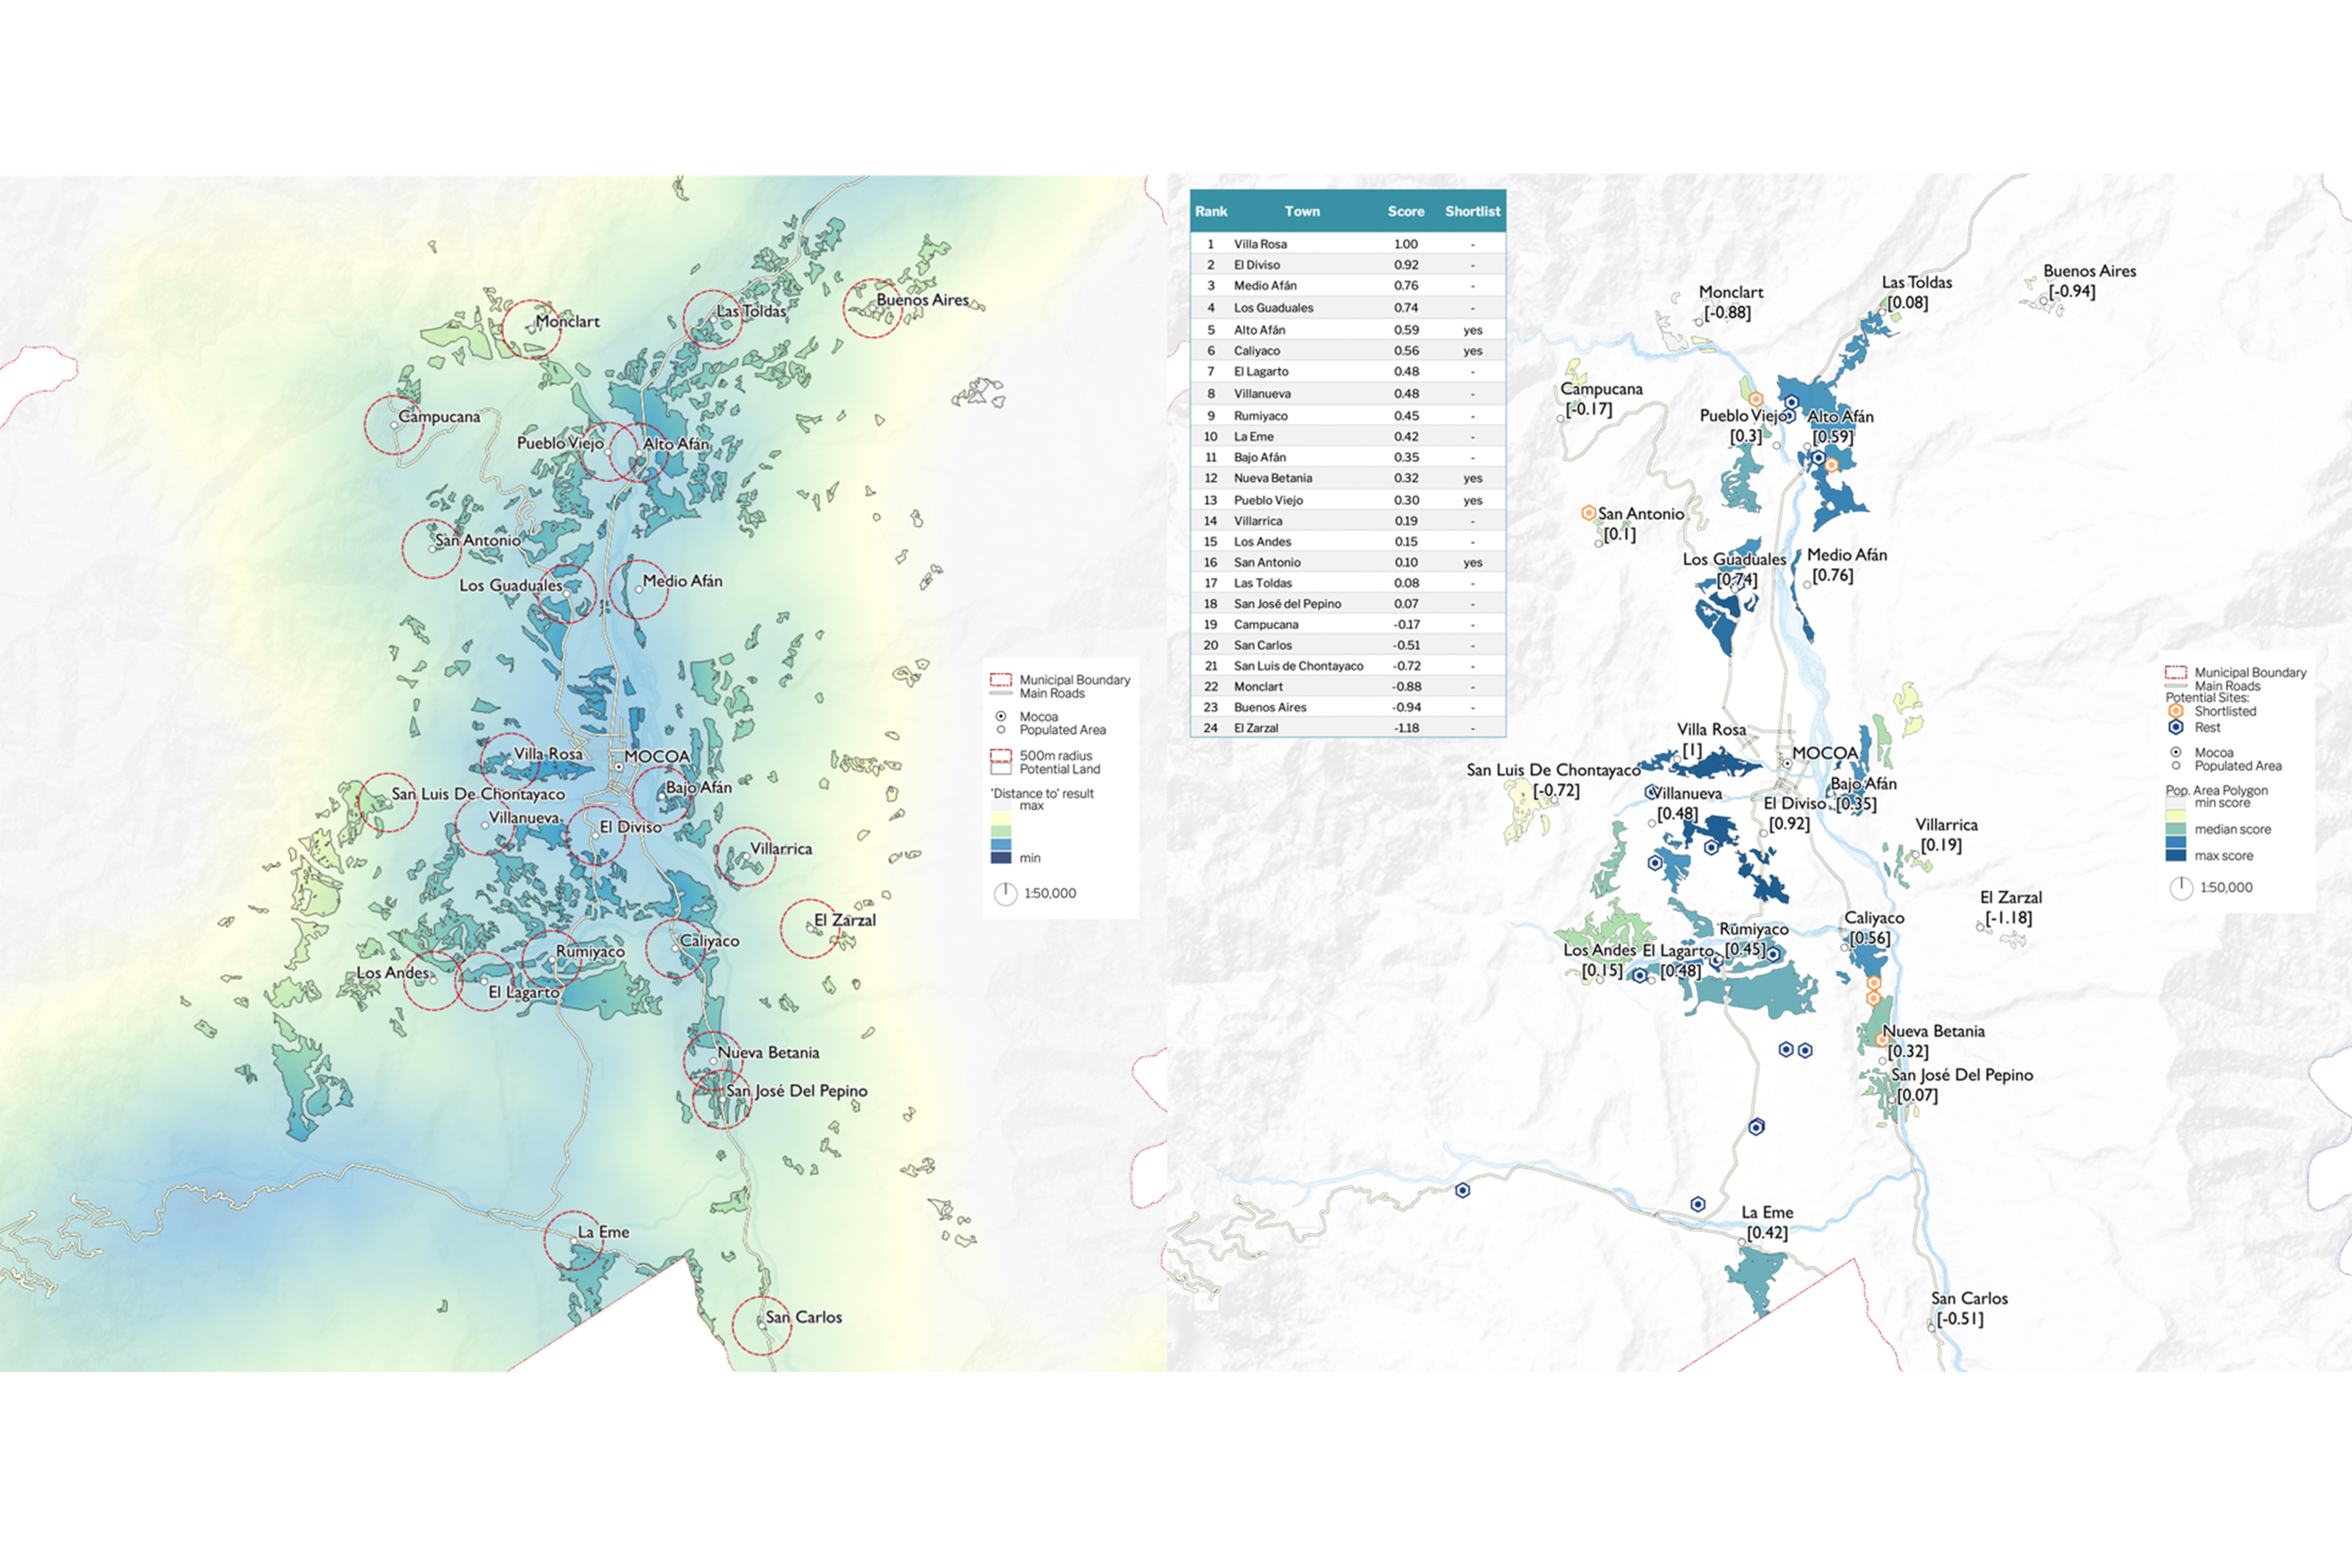 Monclart
Las Toldas
Buenos Aires
Campucana
Pueblo Viejo
Alto Afán
San Antonio
Los Guaduales
Medio Afán
Villa Rosa
MOCOA
San Luis De Chontayaco
Bajo Afán
Villanueva
El Diviso
Villarrica
El Zarzal
Caliyaco
Rumiyaco
Los Andes
El Lagarto
Nueva Betania
San José Del Pepino
La Eme
San Carlos
Municipal Boundary
Main Roads
Mocoa
Populated Area
500m radius
Potential Land
'Distance to' result
max
min
1:50,000
Rank Town Score Shortlist
1 Villa Rosa 1.00 -
2 El Diviso 0.92 -
3 Medio Afán 0.76 -
4 Los Guaduales 0.74 -
5 Alto Afán 0.59 yes
6 Caliyaco 0.56 yes
7 El Lagarto 0.48 -
8 Villanueva 0.48 -
9 Rumiyaco 0.45 -
10 La Eme 0.42 -
11 Bajo Afán 0.35 -
12 Nueva Betania 0.32 yes
13 Pueblo Viejo 0.30 yes
14 Villarrica 0.19 -
15 Los Andes 0.15 -
16 San Antonio 0.10 yes
17 Las Toldas 0.08 -
18 San José del Pepino 0.07 -
19 Campucana -0.17 -
20 San Carlos -0.51 -
21 San Luis de Chontayaco -0.72 -
22 Monclart -0.88 -
23 Buenos Aires -0.94 -
24 El Zarzal -1.18 -
Buenos Aires
[-0.94]
Las Toldas
[0.08]
Monclart
[-0.88]
Campucana
[-0.17]
Pueblo Viejo
[0.3]
Alto Afán
[0.59]
San Antonio
[0.1]
Los Guaduales
[0.74]
Medio Afán
[0.76]
Villa Rosa
[1]
MOCOA
San Luis De Chontayaco
[-0.72]
Villanueva
[0.48]
El Diviso
[0.92]
Bajo Afán
[0.35]
Villarrica
[0.19]
El Zarzal
[-1.18]
Caliyaco
[0.56]
Rumiyaco
[0.45]
Los Andes
[0.15]
El Lagarto
[0.48]
Nueva Betania
[0.32]
San José Del Pepino
[0.07]
La Eme
[0.42]
San Carlos
[-0.51]
Municipal Boundary
Main Roads
Potential Sites:
Shortlisted
Rest
Mocoa
Populated Area
Pop. Area Polygon
min score
median score
max score
1:50,000